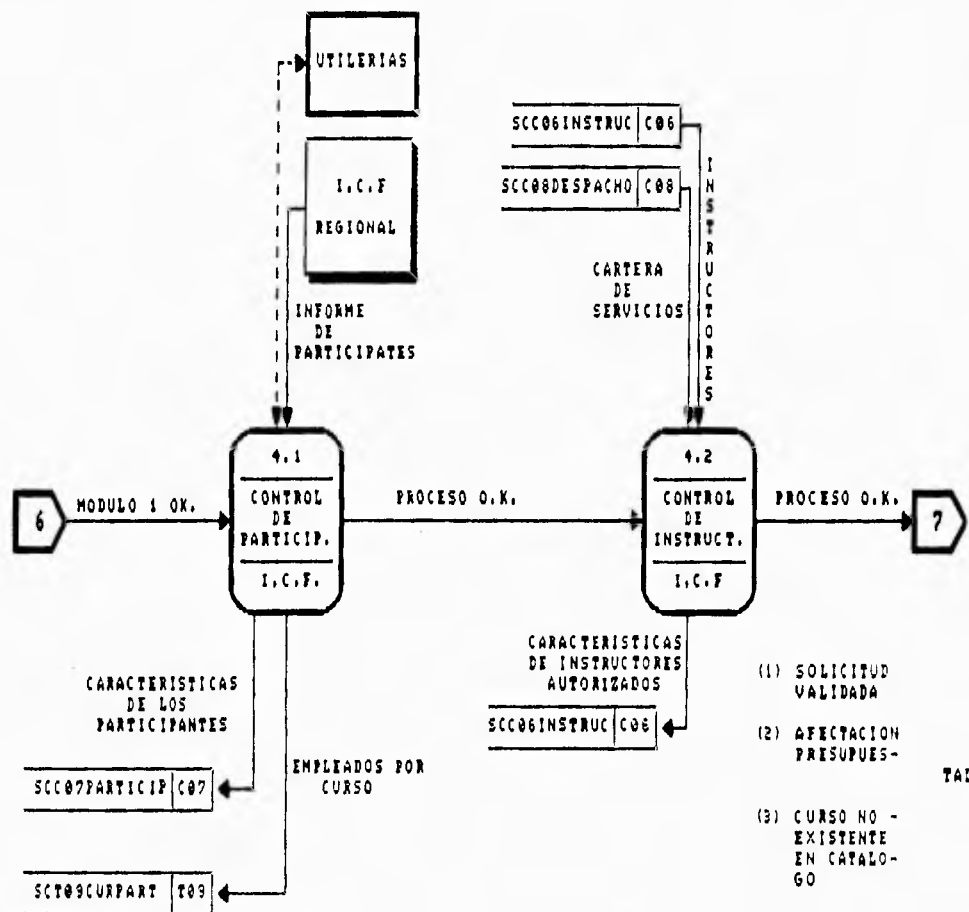 UTILERIAS
I.C.F
REGIONAL
INFORME
DE
PARTICIPATES
SCC06INSTRUC C06
SCC08DESPACHO C08
INSTRUCTORES
CARTERA
DE
SERVICIOS
6
MODULO 1 OK.
4.1
CONTROL
DE
PARTICIP.
I.C.F.
PROCESO O.K.
4.2
CONTROL
DE
INSTRUCT.
I.C.F
PROCESO O.K.
7
CARACTERISTICAS
DE LOS
PARTICIPANTES
SCC07PARTICIP C07
EMPLEADOS POR
CURSO
SCT09CURPART T09
CARACTERISTICAS
DE INSTRUCTORES
AUTORIZADOS
SCC06INSTRUC C06
(1) SOLICITUD
VALIDADA
(2) AFECTACION
PRESUPUES-
TAL
(3) CURSO NO -
EXISTENTE
EN CATALO-
GO